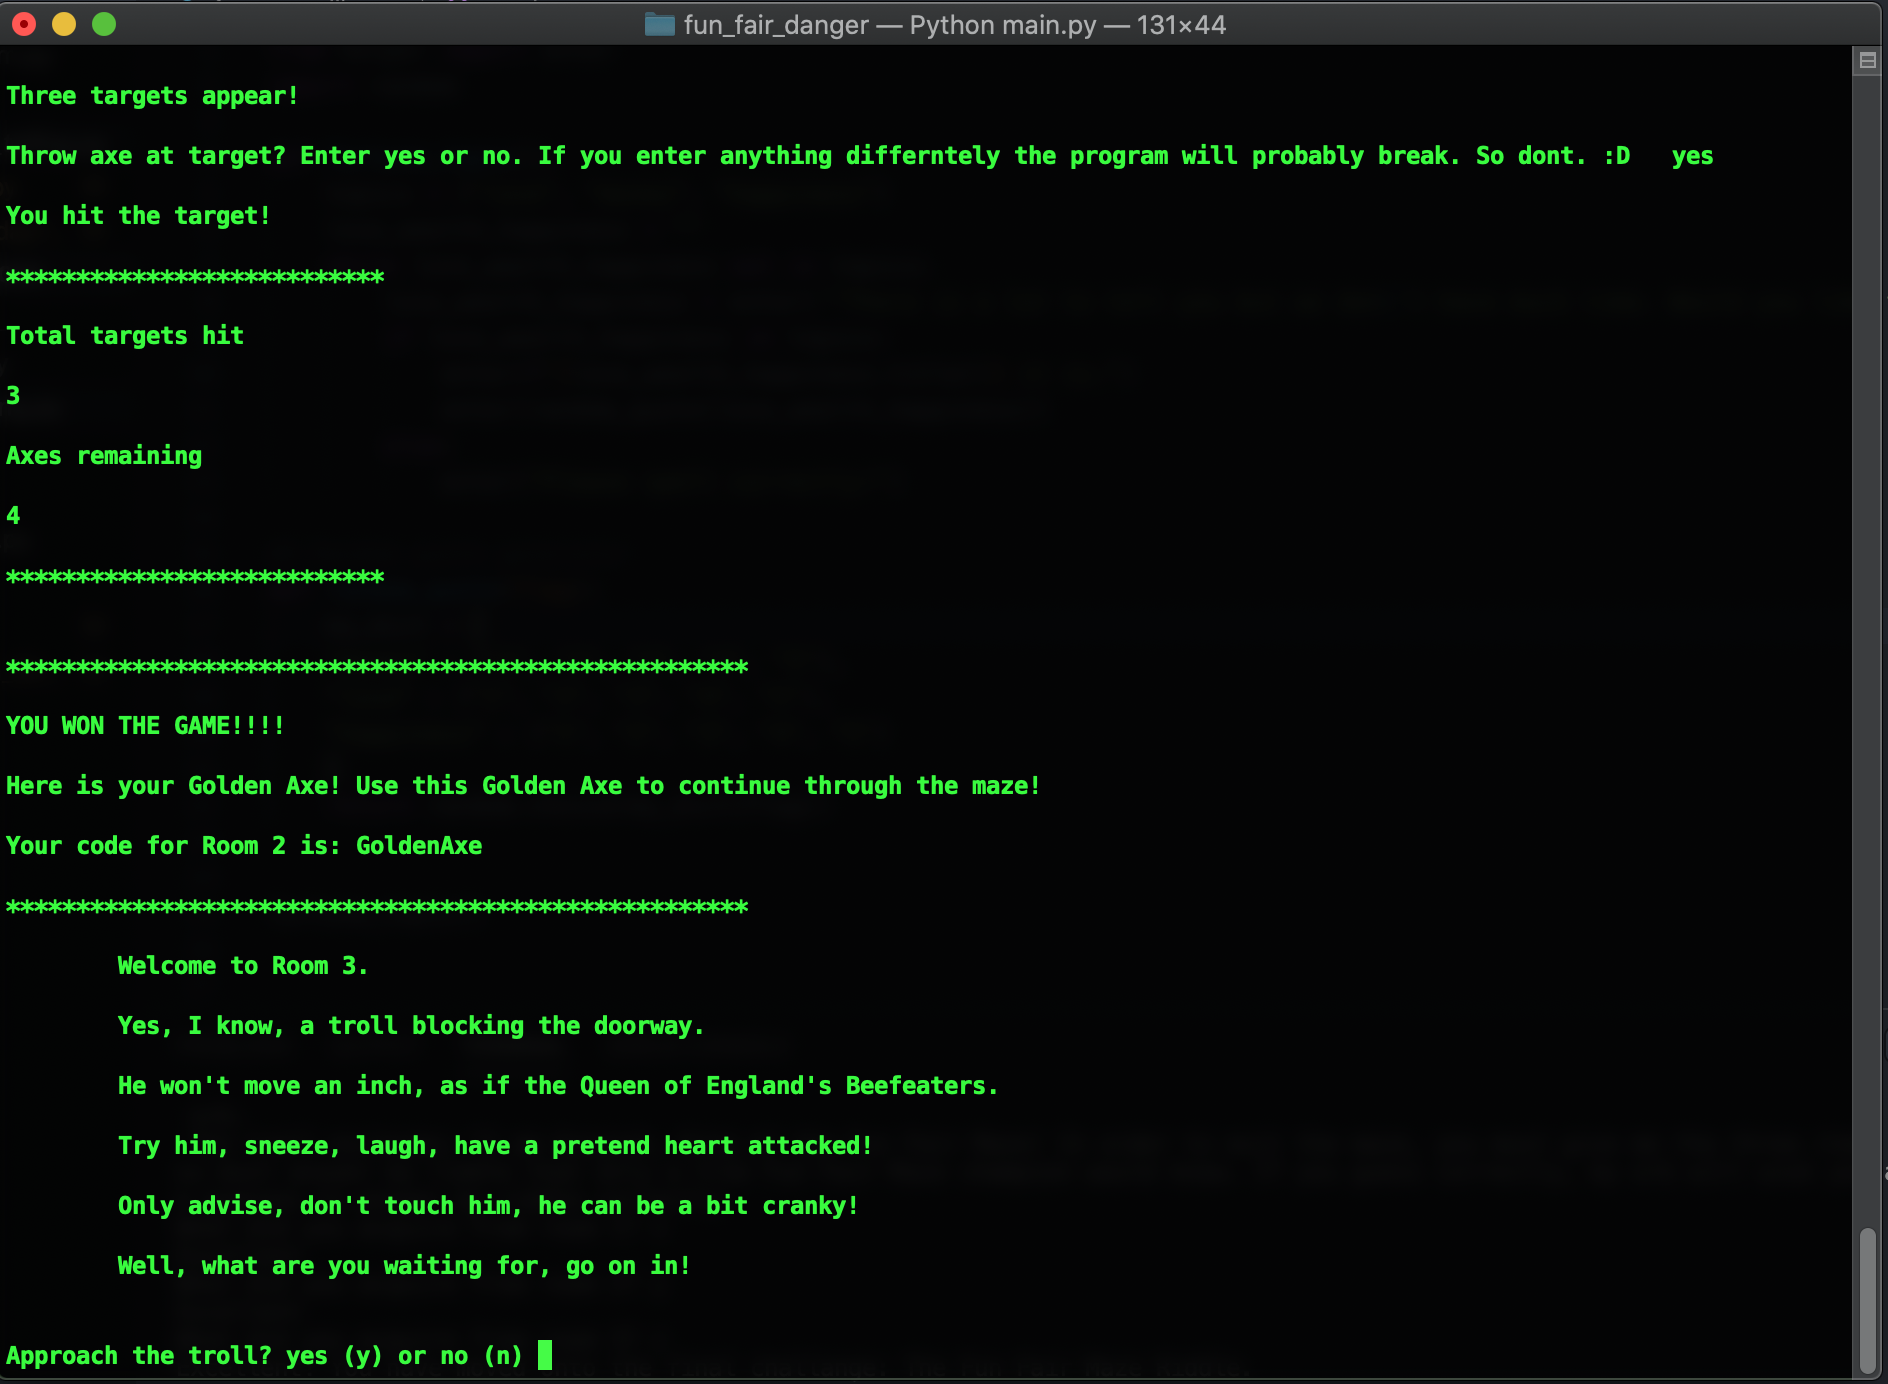 fun_fair_danger — Python main.py — 131×44
Three targets appear!
Throw axe at target? Enter yes or no. If you enter anything differntely the program will probably break. So dont. :D   yes
You hit the target!
***************************
Total targets hit
3
Axes remaining
4
***************************
*****************************************************
YOU WON THE GAME!!!!
Here is your Golden Axe! Use this Golden Axe to continue through the maze!
Your code for Room 2 is: GoldenAxe
*****************************************************
Welcome to Room 3.
Yes, I know, a troll blocking the doorway.
He won't move an inch, as if the Queen of England's Beefeaters.
Try him, sneeze, laugh, have a pretend heart attacked!
Only advise, don't touch him, he can be a bit cranky!
Well, what are you waiting for, go on in!
Approach the troll? yes (y) or no (n)